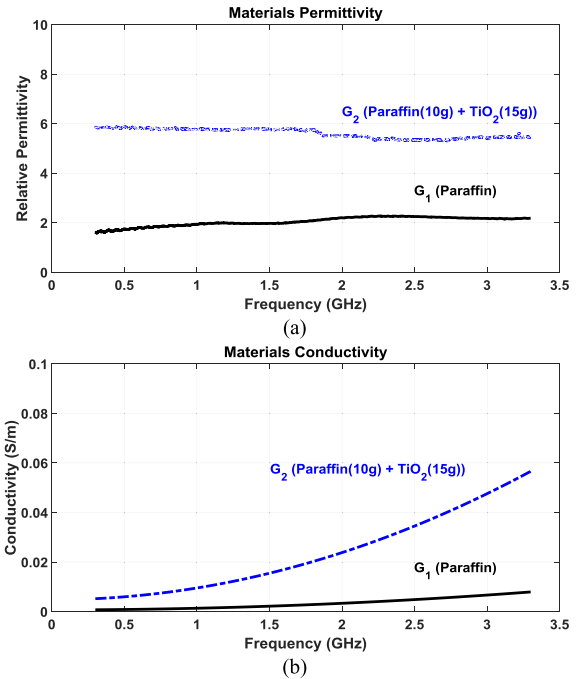 Materials Permittivity
10
8
6
4
2
0
Relative Permittivity
G2 (Paraffin(10g) + TiO2(15g))
G1 (Paraffin)
0 0.5 1 1.5 2 2.5 3 3.5
Frequency (GHz)
(a)
Materials Conductivity
0.1
0.08
0.06
0.04
0.02
0
Conductivity (S/m)
G2 (Paraffin(10g) + TiO2(15g))
G1 (Paraffin)
0 0.5 1 1.5 2 2.5 3 3.5
Frequency (GHz)
(b)